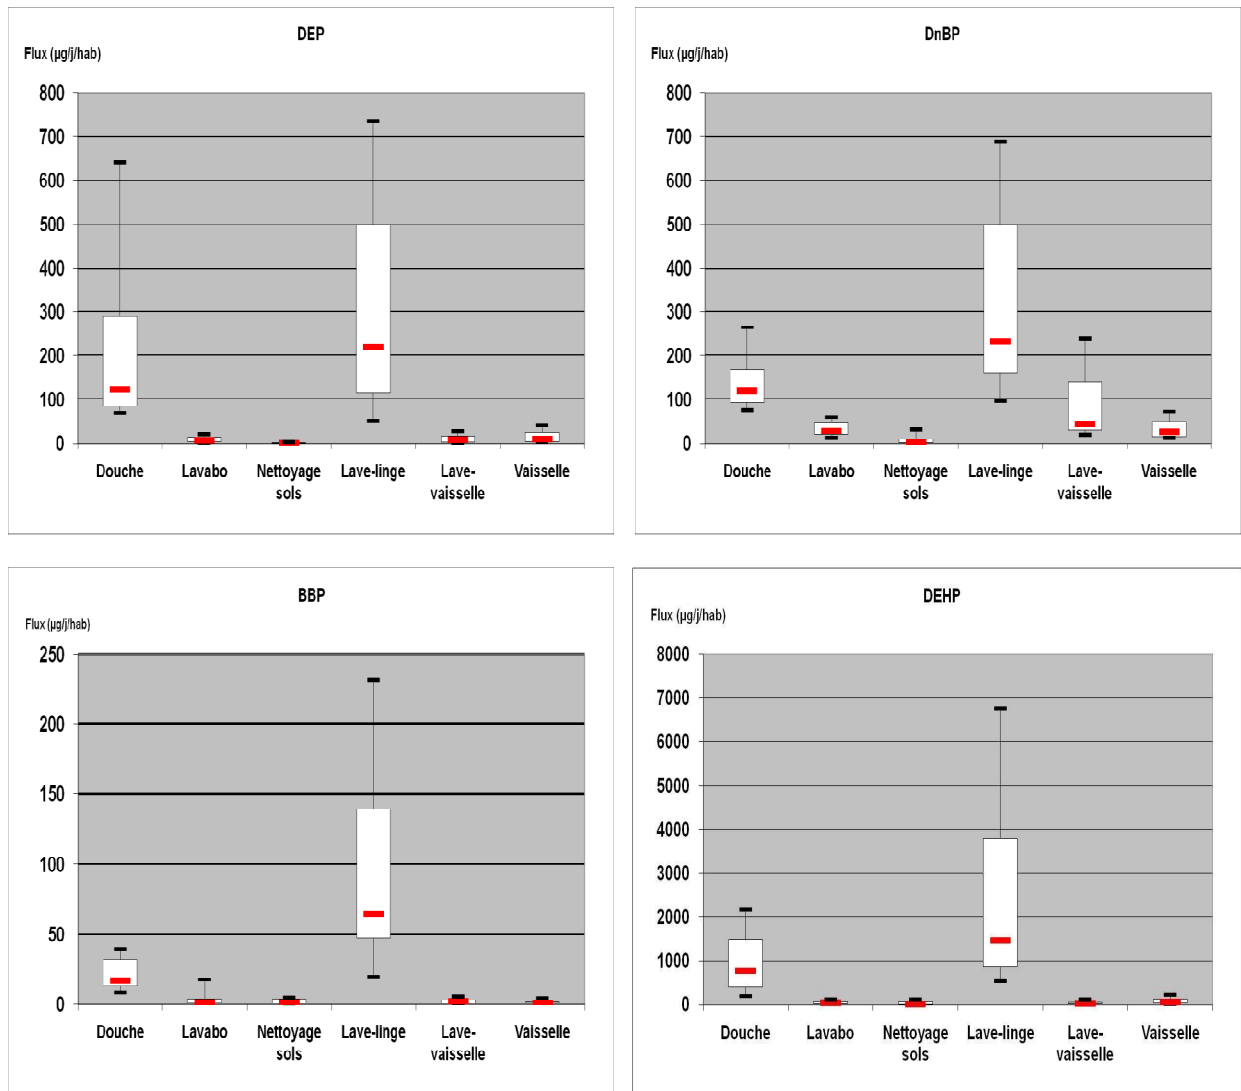 DEP
Flux (µg/j/hab)
800
700
600
500
400
300
200
100
0
Douche Lavabo Nettoyage Lave-linge Lave- Vaisselle
sols vaisselle
DnBP
Flux (µg/j/hab)
800
700
600
500
400
300
200
100
0
Douche Lavabo Nettoyage Lave-linge Lave- Vaisselle
sols vaisselle
BBP
Flux (µg/j/hab)
250
200
150
100
50
0
Douche Lavabo Nettoyage Lave-linge Lave- Vaisselle
sols vaisselle
DEHP
Flux (µg/j/hab)
8000
7000
6000
5000
4000
3000
2000
1000
0
Douche Lavabo Nettoyage Lave-linge Lave- Vaisselle
sols vaisselle